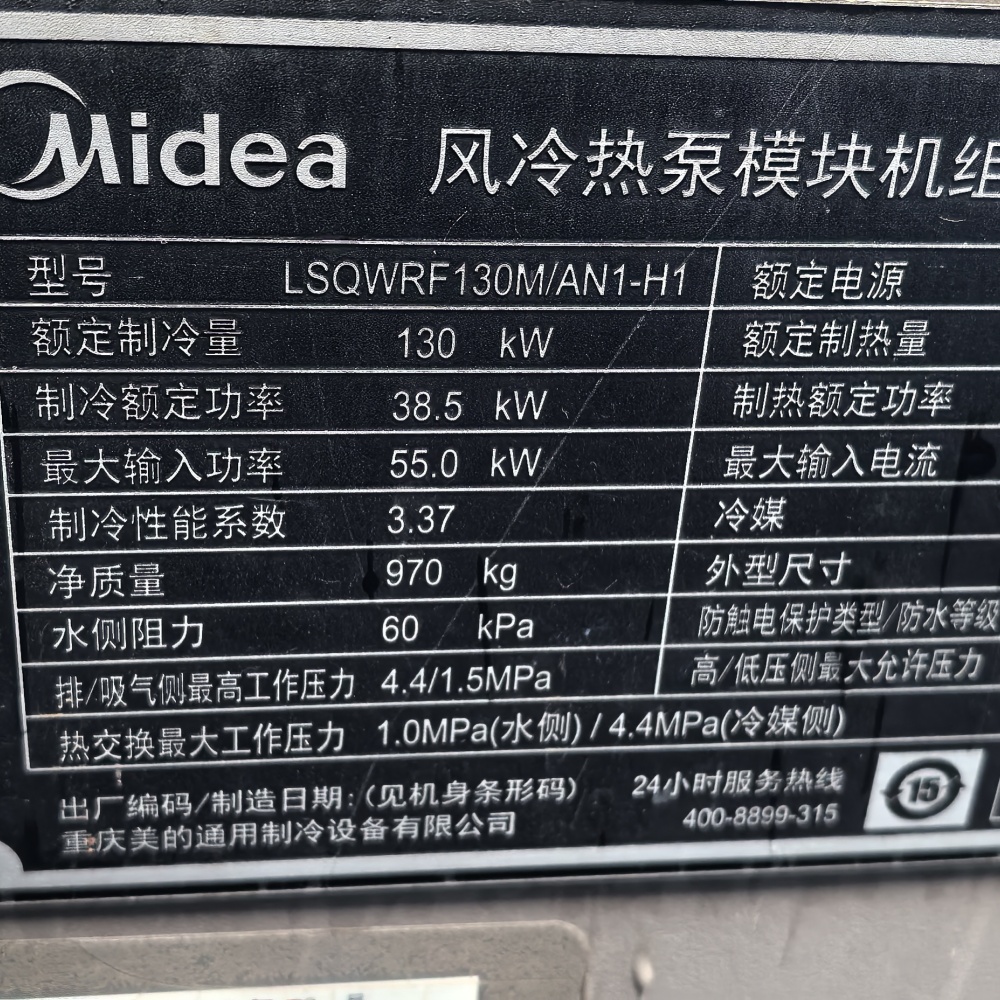 Midea 风冷热泵模块机组
型号 LSQWRF130M/AN1-H1 额定电源
额定制冷量 130 kW 额定制热量
制冷额定功率 38.5 kW 制热额定功率
最大输入功率 55.0 kW 最大输入电流
制冷性能系数 3.37 冷媒
净质量 970 kg 外型尺寸
水侧阻力 60 kPa 防触电保护类型/防水等级
排/吸气侧最高工作压力 4.4/1.5MPa 高/低压侧最大允许压力
热交换最大工作压力 1.0MPa(水侧) / 4.4MPa(冷媒侧)
出厂编码/制造日期:(见机身条形码) 24小时服务热线
重庆美的通用制冷设备有限公司 400-8899-315
15